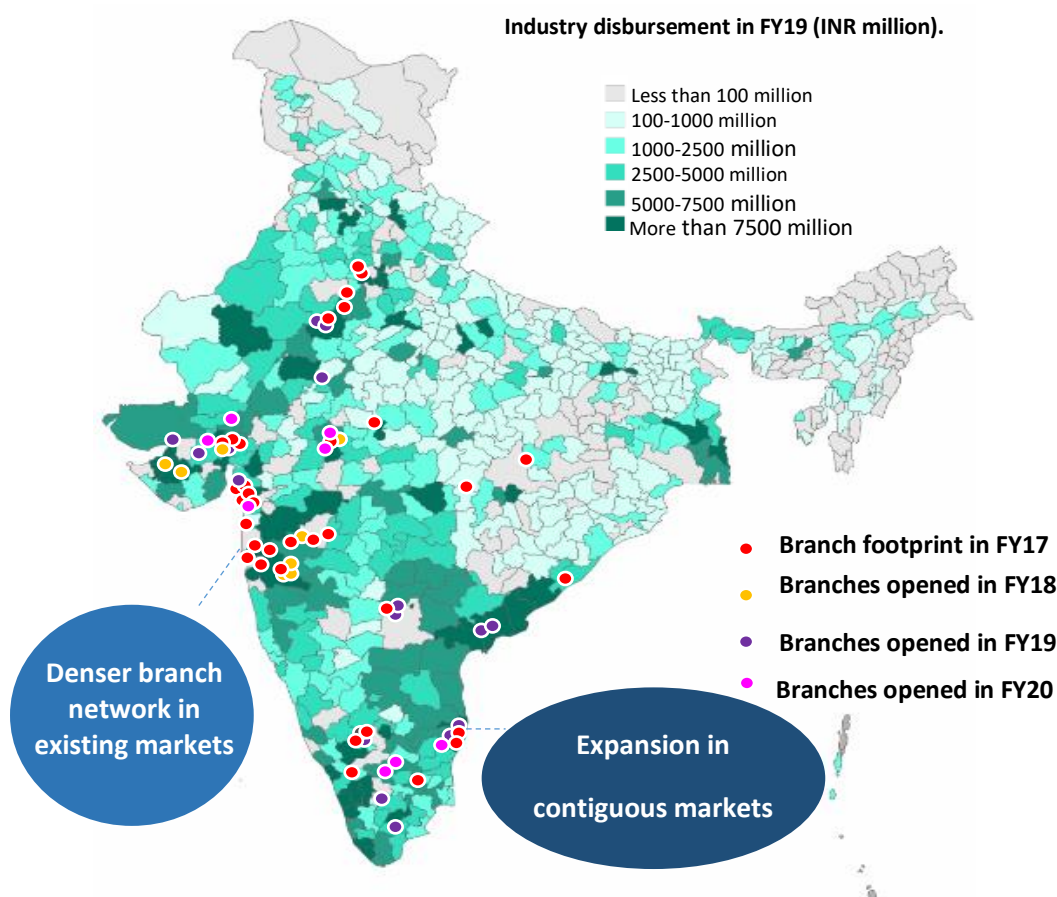 Industry disbursement in FY19 (INR million).
Less than 100 million
100-1000 million
1000-2500 million
2500-5000 million
5000-7500 million
More than 7500 million
Branch footprint in FY17
Branches opened in FY18
Branches opened in FY19
Branches opened in FY20
Denser branch
network in
existing markets
Expansion in
contiguous markets